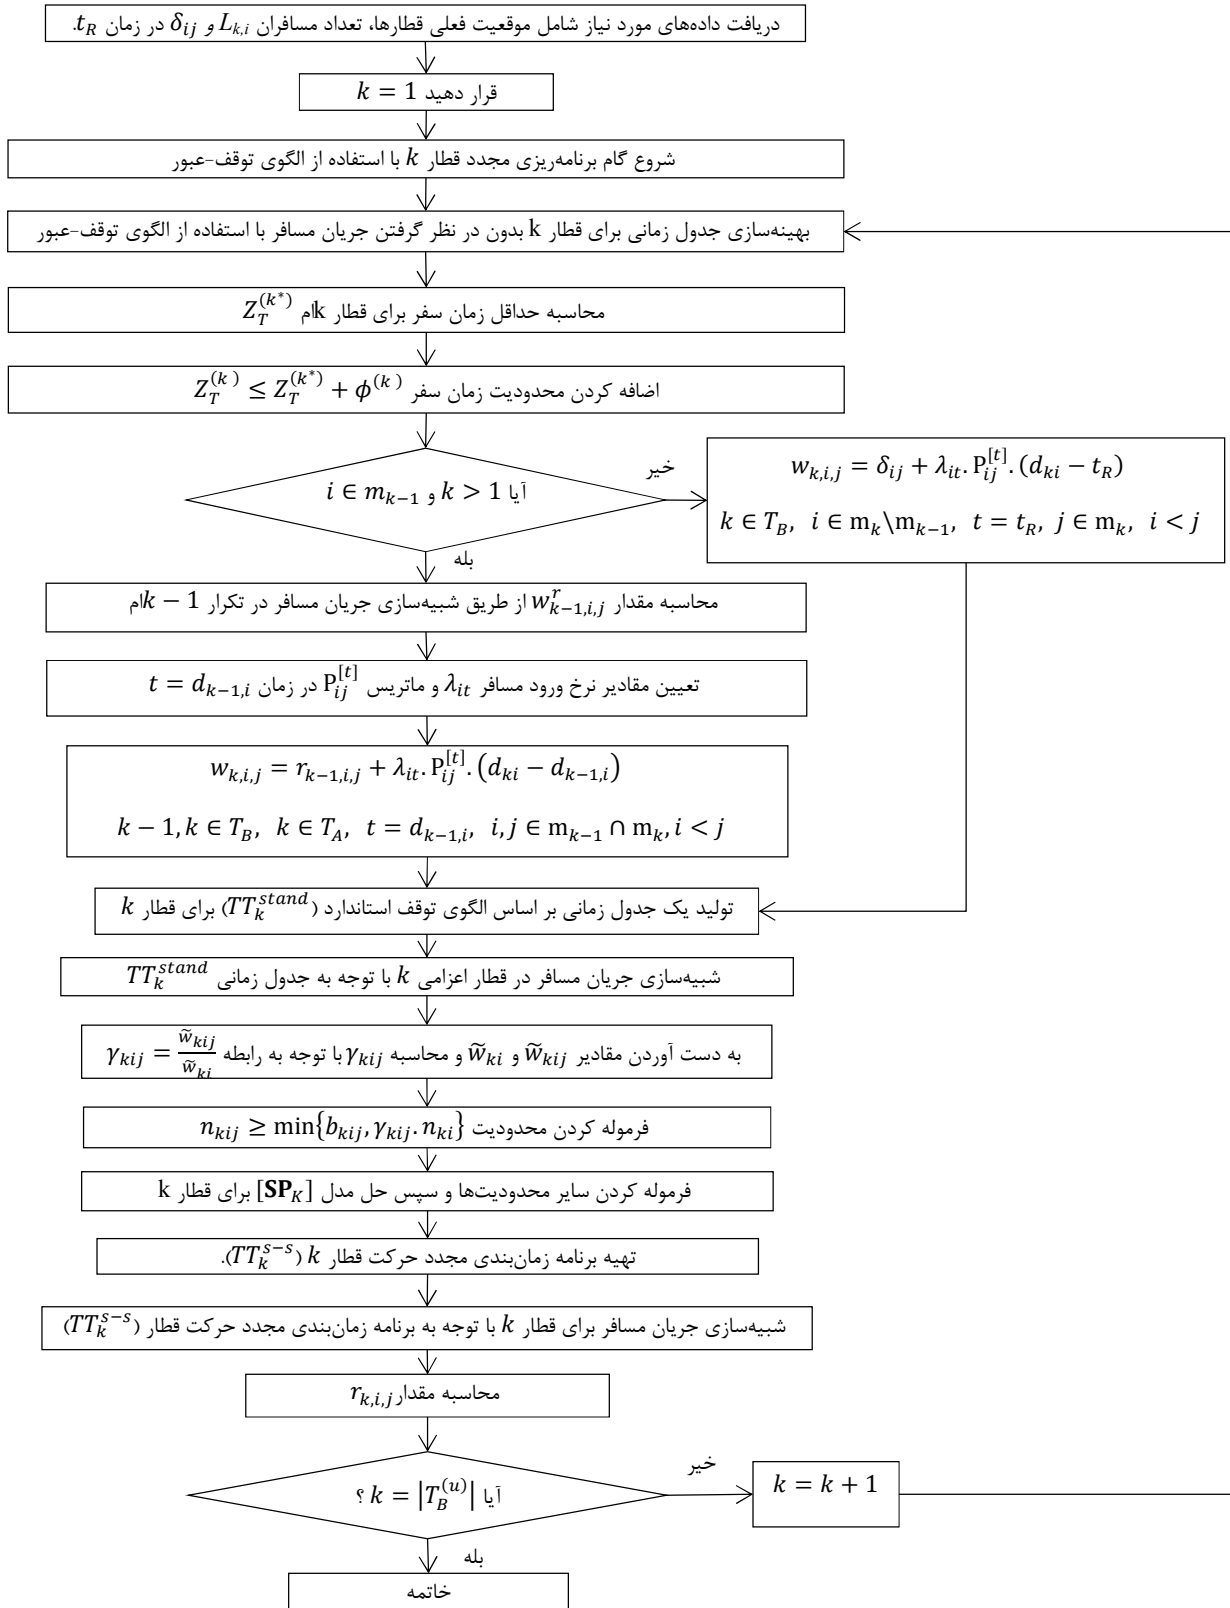 دریافت داده‌های مورد نیاز شامل موقعیت فعلی قطارها، تعداد مسافران $L_{k,i}$ و $\delta_{ij}$ در زمان $t_R$.
قرار دهید $k = 1$
شروع گام برنامه‌ریزی مجدد قطار $k$ با استفاده از الگوی توقف-عبور
بهینه‌سازی جدول زمانی برای قطار k بدون در نظر گرفتن جریان مسافر با استفاده از الگوی توقف-عبور
محاسبه حداقل زمان سفر برای قطار kام $Z_T^{(k^*)}$
اضافه کردن محدودیت زمان سفر $Z_T^{(k)} \leq Z_T^{(k^*)} + \phi^{(k)}$
آیا $k > 1$ و $i \in m_{k-1}$
خیر
$w_{k,i,j} = \delta_{ij} + \lambda_{it}.\mathrm{P}_{ij}^{[t]}.(d_{ki} - t_R)$
$k \in T_B,\ i \in \mathrm{m}_k \backslash \mathrm{m}_{k-1},\ t = t_R,\ j \in \mathrm{m}_k,\ i < j$
بله
محاسبه مقدار $w_{k-1,i,j}^r$ از طریق شبیه‌سازی جریان مسافر در تکرار $k-1$ام
تعیین مقادیر نرخ ورود مسافر $\lambda_{it}$ و ماتریس $\mathrm{P}_{ij}^{[t]}$ در زمان $t = d_{k-1,i}$
$w_{k,i,j} = r_{k-1,i,j} + \lambda_{it}.\mathrm{P}_{ij}^{[t]}.(d_{ki} - d_{k-1,i})$
$k-1, k \in T_B,\ k \in T_A,\ t = d_{k-1,i},\ i,j \in \mathrm{m}_{k-1} \cap \mathrm{m}_k, i < j$
تولید یک جدول زمانی بر اساس الگوی توقف استاندارد ($TT_k^{stand}$) برای قطار $k$
شبیه‌سازی جریان مسافر در قطار اعزامی $k$ با توجه به جدول زمانی $TT_k^{stand}$
به دست آوردن مقادیر $\widetilde{w}_{kij}$ و $\widetilde{w}_{ki}$ و محاسبه $\gamma_{kij}$ با توجه به رابطه $\gamma_{kij} = \frac{\widetilde{w}_{kij}}{\widetilde{w}_{ki}}$
فرموله کردن محدودیت $n_{kij} \geq \min\{b_{kij}, \gamma_{kij}.n_{ki}\}$
فرموله کردن سایر محدودیت‌ها و سپس حل مدل $[\mathbf{SP}_K]$ برای قطار k
تهیه برنامه زمان‌بندی مجدد حرکت قطار $k$ ($TT_k^{s-s}$).
شبیه‌سازی جریان مسافر برای قطار $k$ با توجه به برنامه زمان‌بندی مجدد حرکت قطار ($TT_k^{s-s}$)
محاسبه مقدار $r_{k,i,j}$
آیا $k = |T_B^{(u)}|$ ؟
خیر
$k = k + 1$
بله
خاتمه